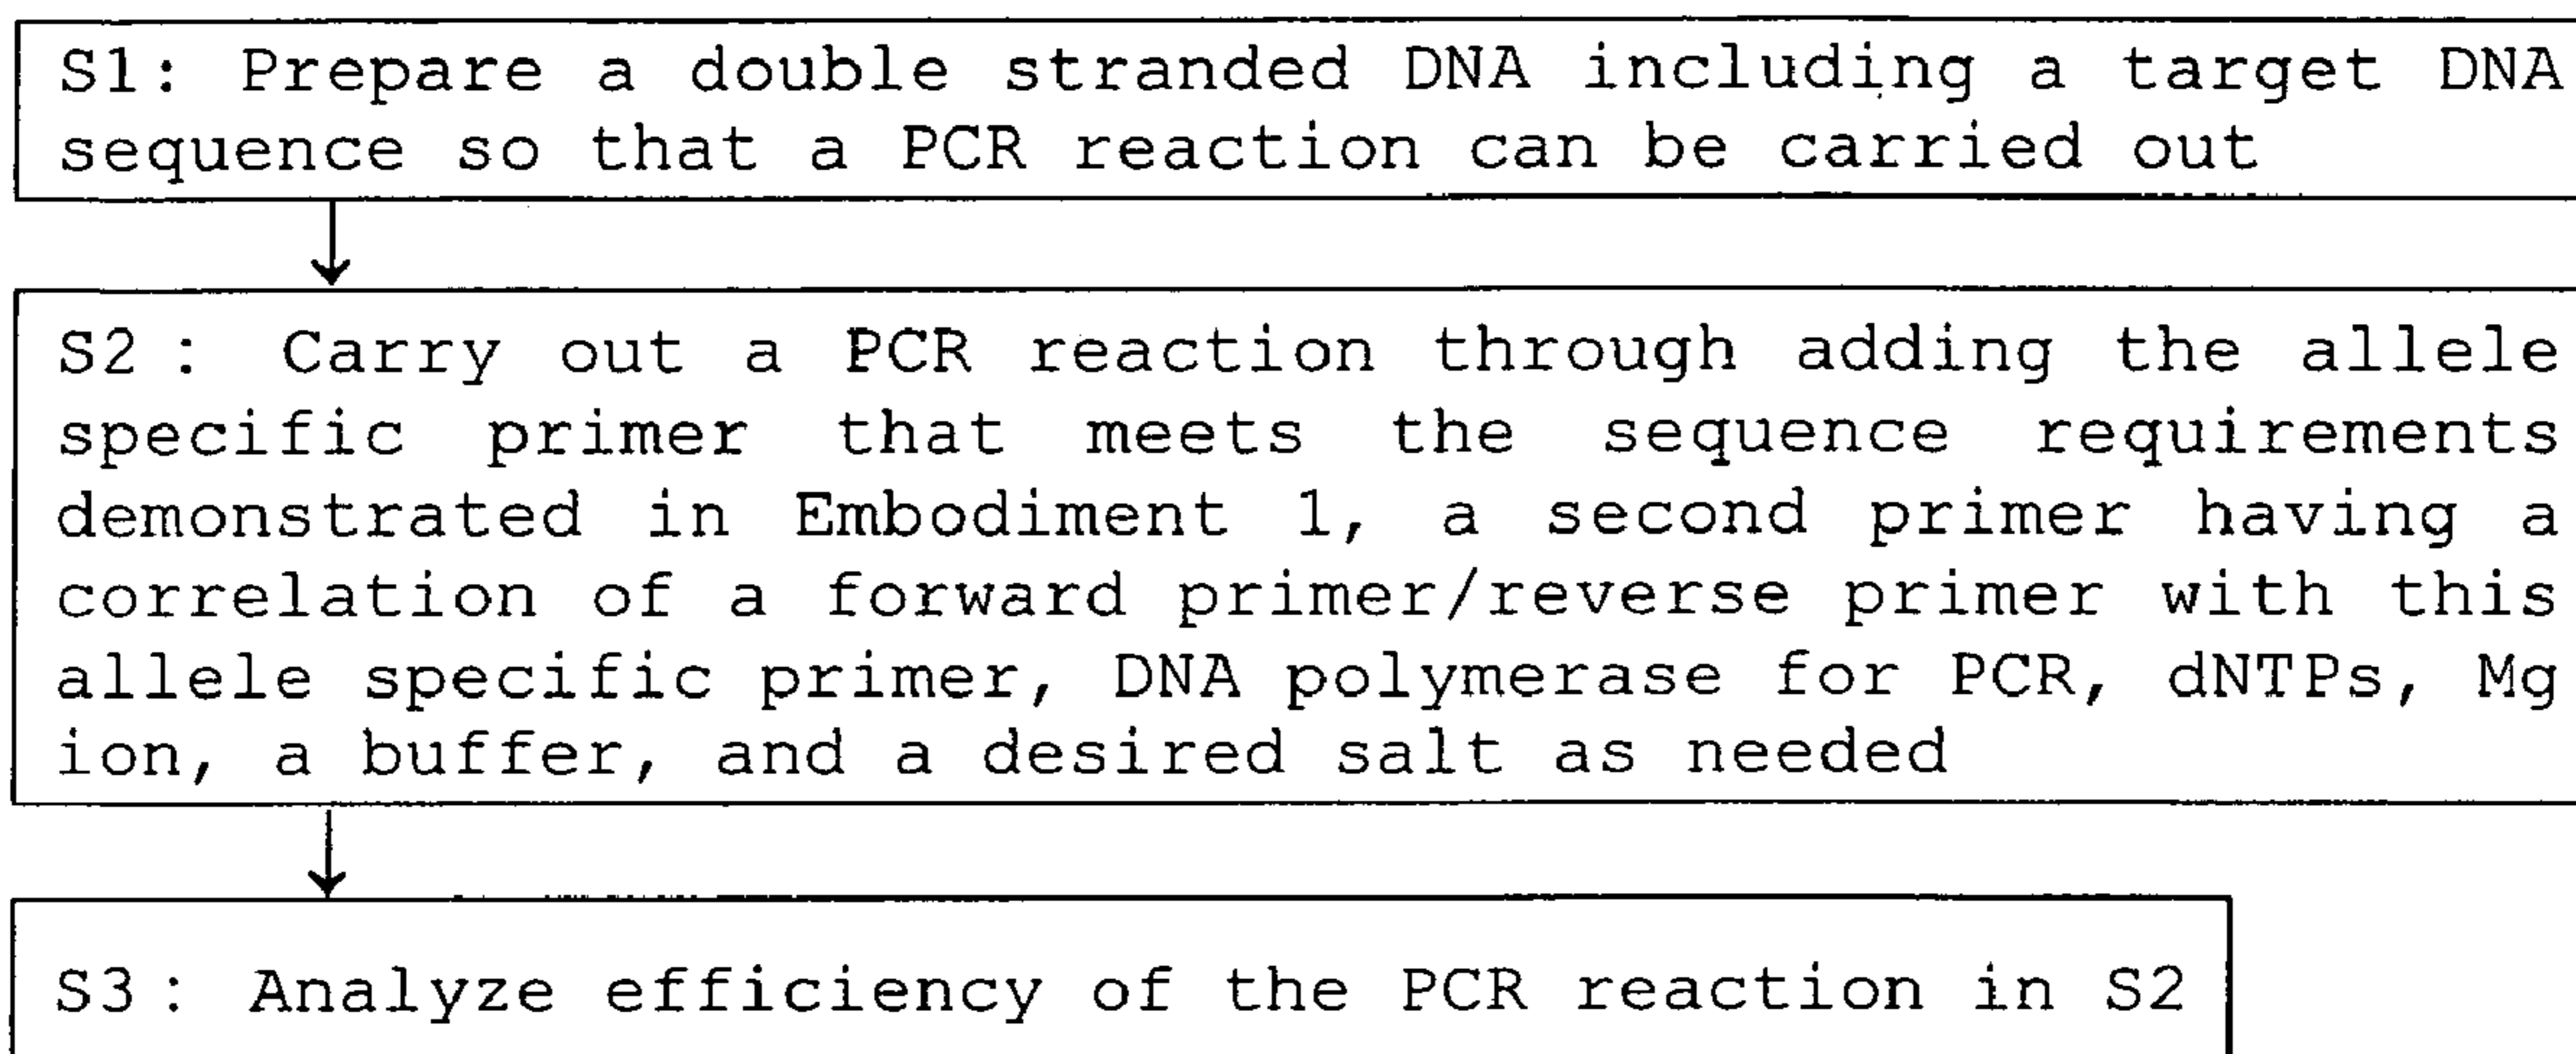 S1: Prepare a double stranded DNA including a target DNA
sequence so that a PCR reaction can be carried out
S2 : Carry out a PCR reaction through adding the allele
specific primer that meets the sequence requirements
demonstrated in Embodiment 1, a second primer having a
correlation of a forward primer/reverse primer with this
allele specific primer, DNA polymerase for PCR, dNTPs, Mg
ion, a buffer, and a desired salt as needed
S3 : Analyze efficiency of the PCR reaction in S2